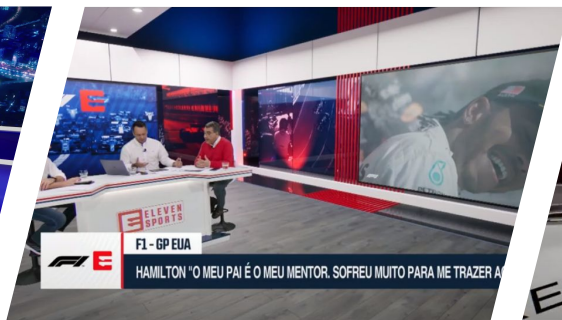 ELEVEN
SPORTS
F1 - GP EUA
HAMILTON "O MEU PAI É O MEU MENTOR. SOFREU MUITO PARA ME TRAZER